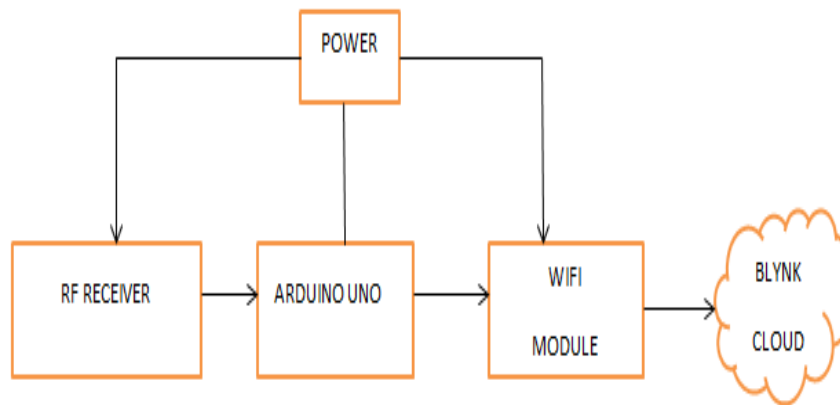 POWER
RF RECEIVER
ARDUINO UNO
WIFI
MODULE
BLYNK
CLOUD